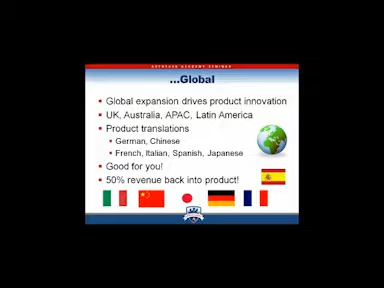 ...Global
Global expansion drives product innovation
UK, Australia, APAC, Latin America
Product translations
German, Chinese
French, Italian, Spanish, Japanese
Good for you!
50% revenue back into product!